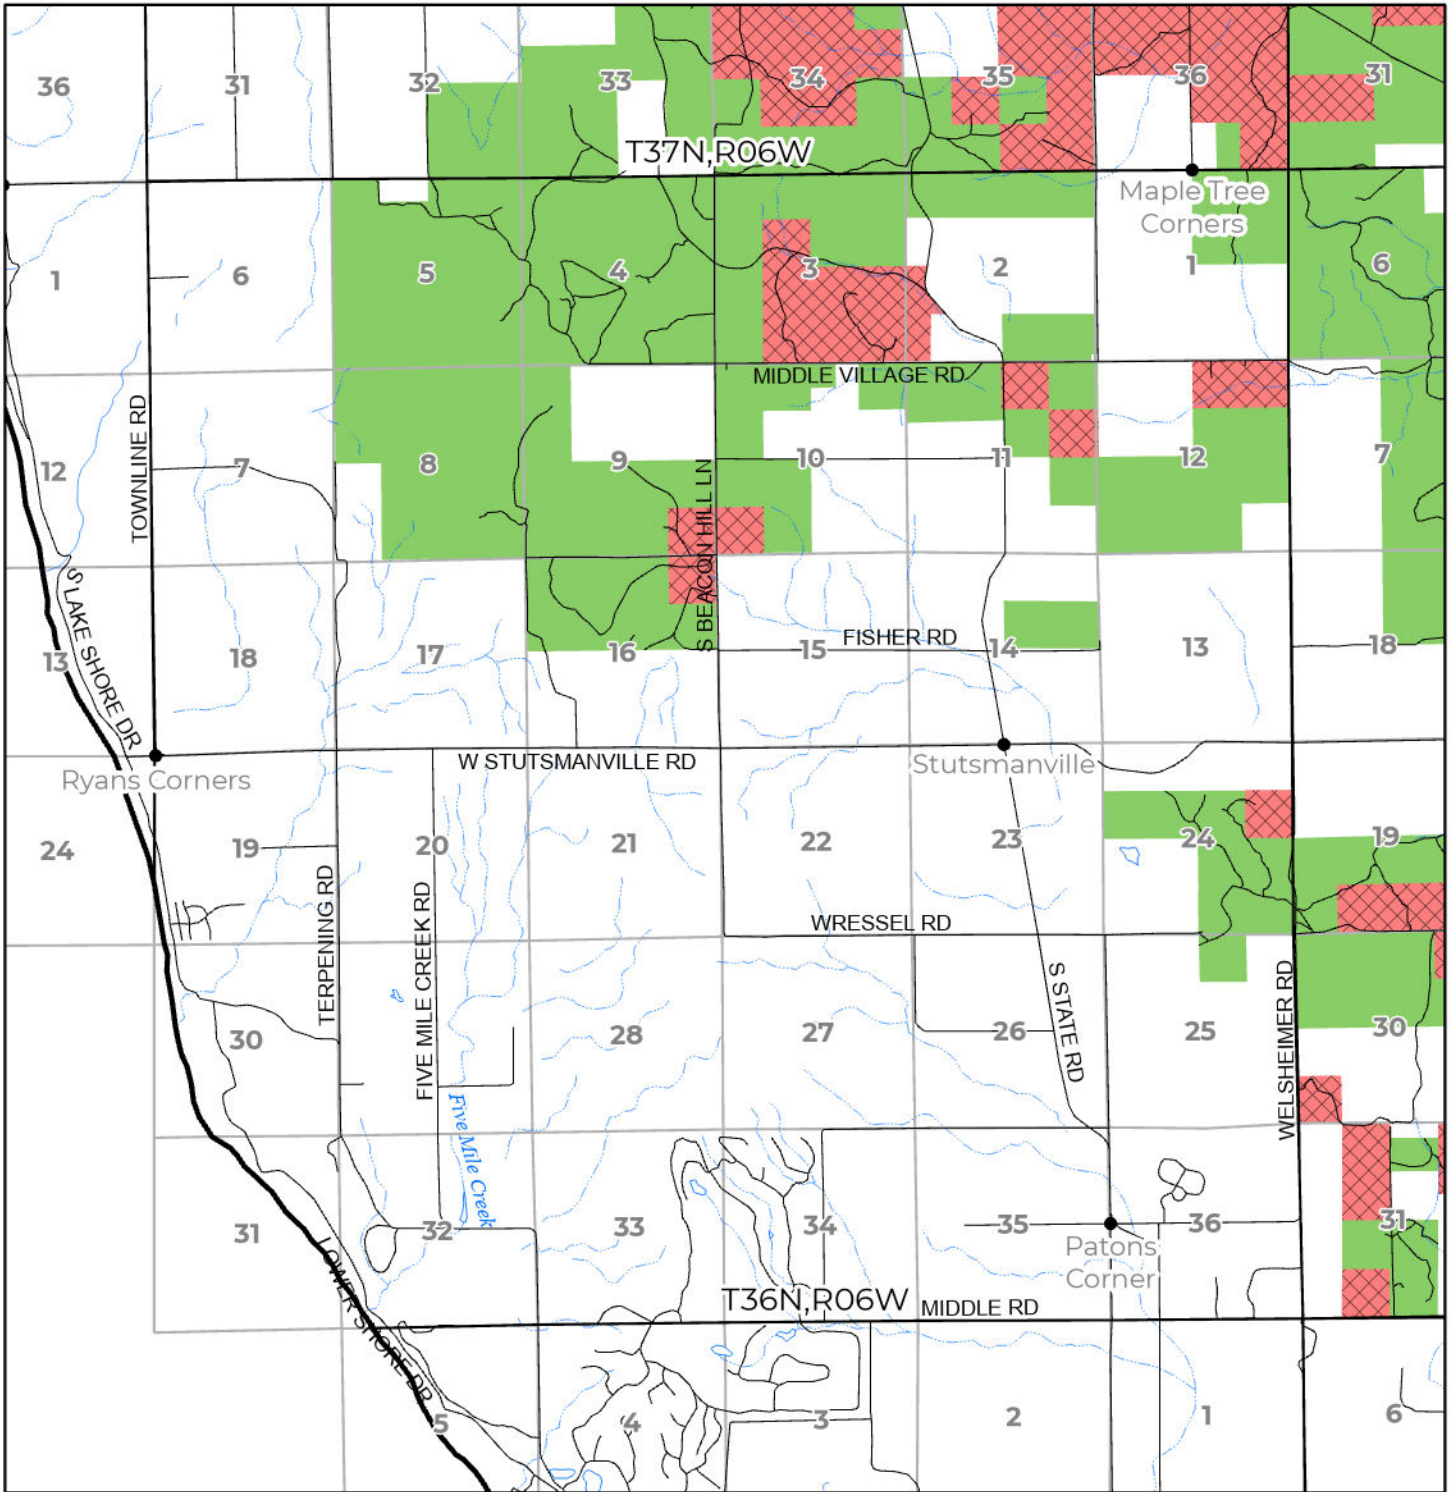 36
31
32
33
34
35
36
31
T37N,R06W
Maple Tree
Corners
1
6
5
4
3
2
1
6
MIDDLE VILLAGE RD
TOWNLINE RD
12
7
8
9
10
11
12
7
S BEACON HILL LN
S LAKE SHORE DR
13
18
17
16
15
FISHER RD
14
13
18
Ryans Corners
W STUTSMANVILLE RD
Stutsmanville
24
19
20
21
22
23
24
19
TERPENING RD
FIVE MILE CREEK RD
WRESSEL RD
S STATE RD
WELSHEIMER RD
30
28
27
26
25
30
Five Mile Creek
31
32
33
34
35
36
31
Patons
Corner
LOWER SHORE DR
T36N,R06W
MIDDLE RD
5
4
3
2
1
6